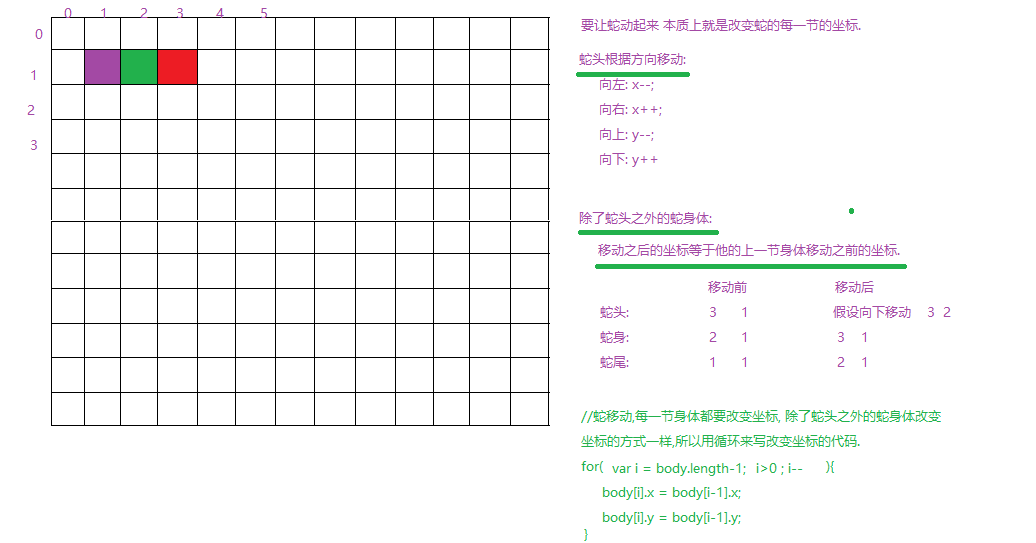 0 1 2 3 4 5
0
1
2
3
要让蛇动起来 本质上就是改变蛇的每一节的坐标.
蛇头根据方向移动:
向左: x--;
向右: x++;
向上: y--;
向下: y++
除了蛇头之外的蛇身体:
移动之后的坐标等于他的上一节身体移动之前的坐标.
移动前 移动后
蛇头: 3 1 假设向下移动 3 2
蛇身: 2 1 3 1
蛇尾: 1 1 2 1
//蛇移动,每一节身体都要改变坐标, 除了蛇头之外的蛇身体改变
坐标的方式一样,所以用循环来写改变坐标的代码.
for( var i = body.length-1; i>0 ; i-- ){
body[i].x = body[i-1].x;
body[i].y = body[i-1].y;
}